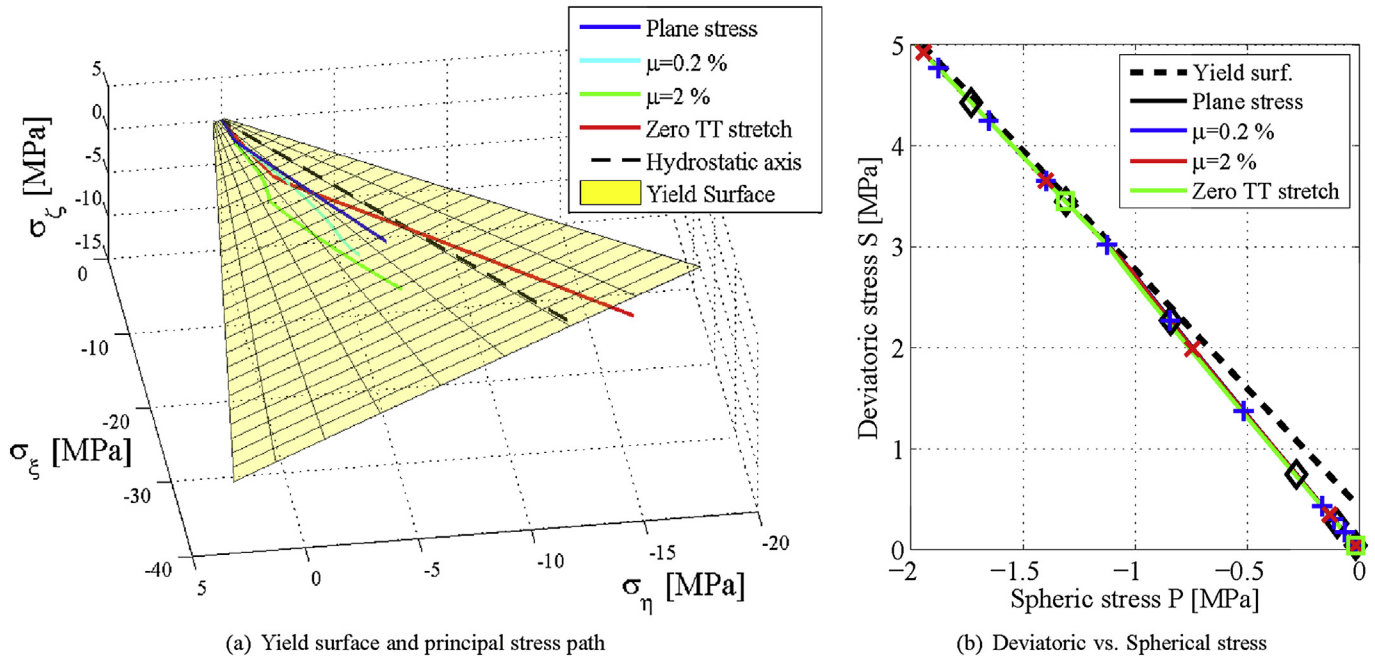 Plane stress
μ=0.2 %
μ=2 %
Zero TT stretch
Hydrostatic axis
Yield Surface
5
0
-5
-10
-15
σζ [MPa]
0
-10
-20
-30
-40
σξ [MPa]
5
0
-5
-10
-15
-20
ση [MPa]
(a) Yield surface and principal stress path
Yield surf.
Plane stress
μ=0.2 %
μ=2 %
Zero TT stretch
5
4
3
2
1
0
Deviatoric stress S [MPa]
−2
−1.5
−1
−0.5
0
Spheric stress P [MPa]
(b) Deviatoric vs. Spherical stress